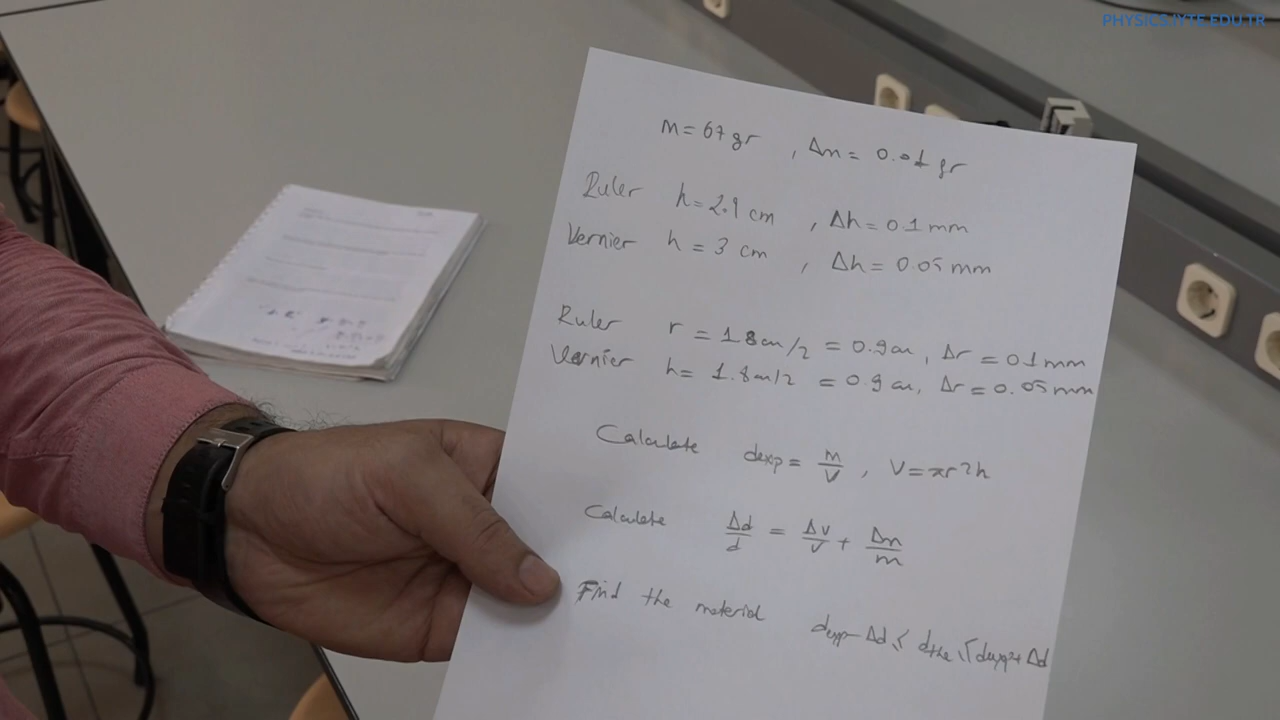 PHYSICS.IYTE.EDU.TR
m = 67 gr , Δm = 0.01 gr
Ruler h = 2.9 cm , Δh = 0.1 mm
Vernier h = 3 cm , Δh = 0.05 mm
Ruler r = 1.8 cm/2 = 0.9 cm, Δr = 0.1 mm
Vernier h = 1.8 cm/2 = 0.9 cm, Δr = 0.05 mm
Calculate dexp = m/V , V = πr²h
Calculate Δd/d = ΔV/V + Δm/m
Find the material dexp-Δd ≤ dthe ≤ dexp+Δd